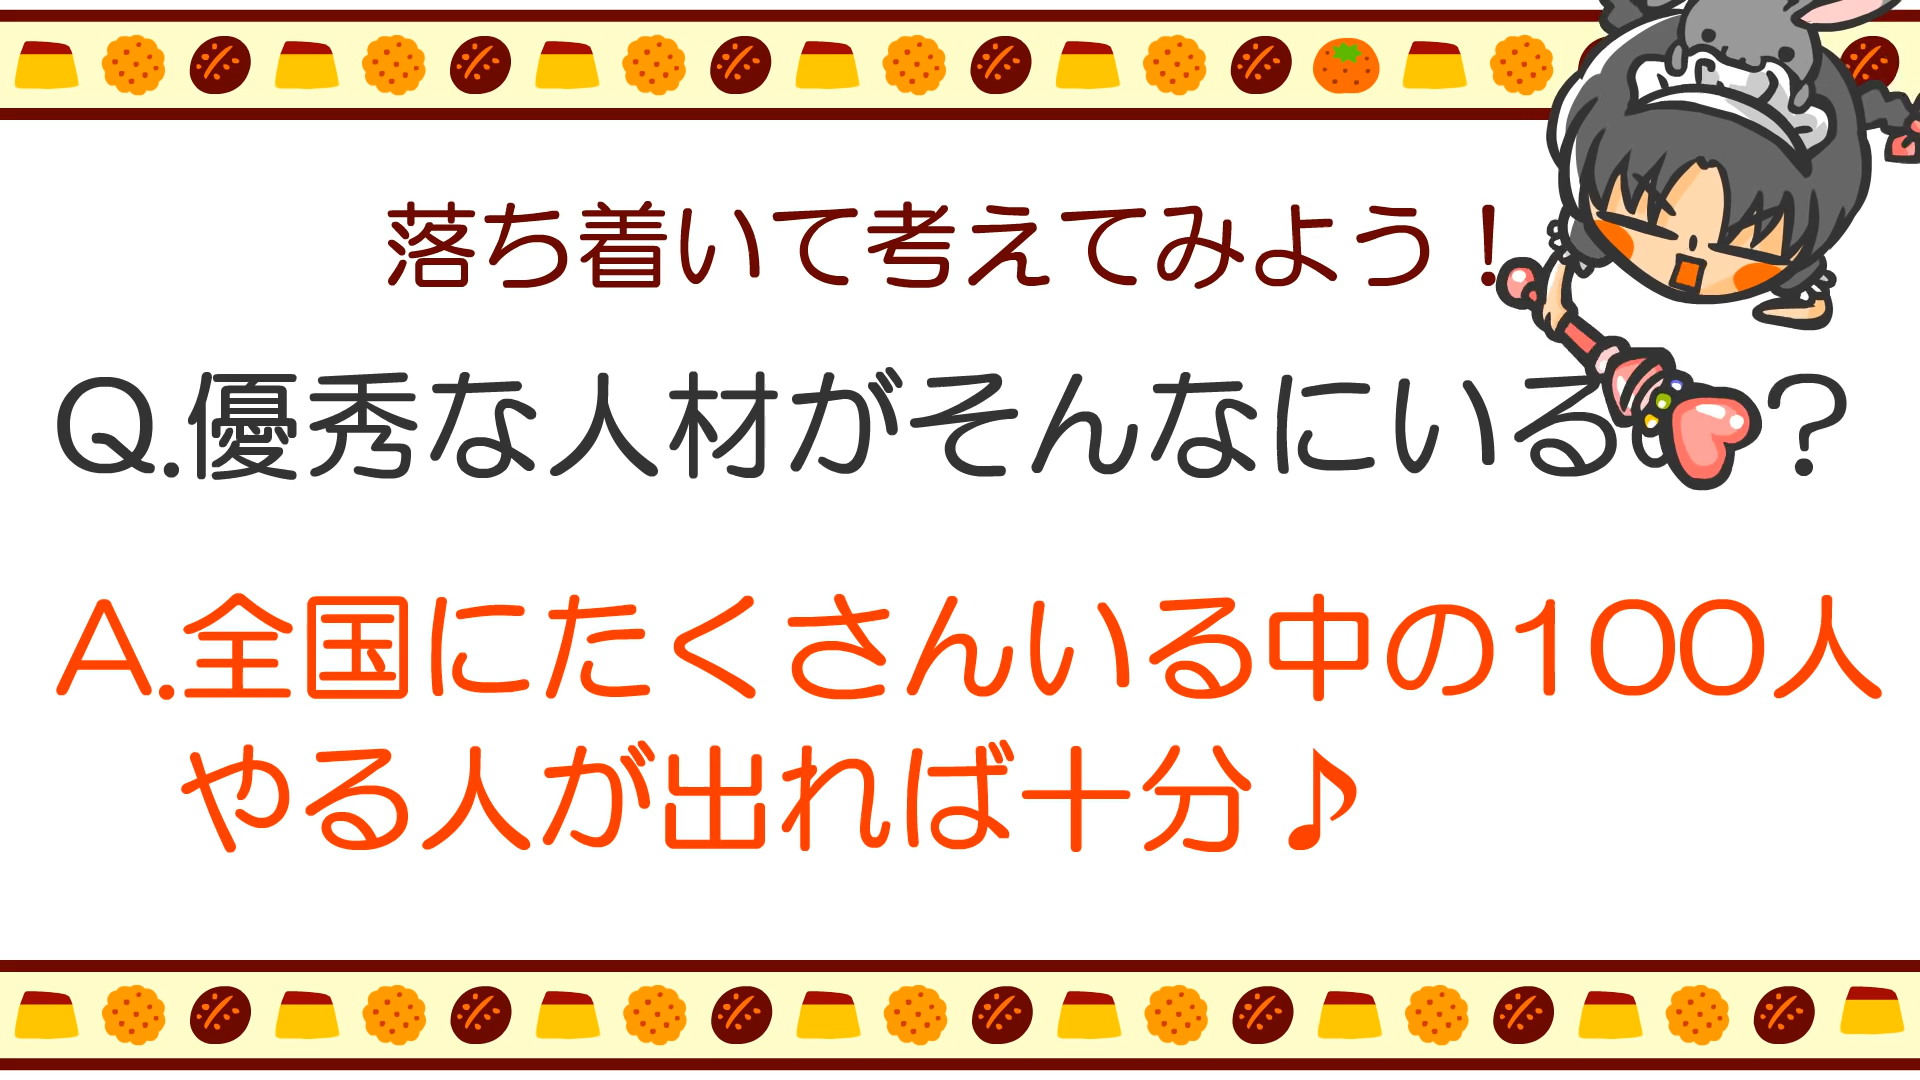 落ち着いて考えてみよう！
Q.優秀な人材がそんなにいるの？
A.全国にたくさんいる中の100人
やる人が出れば十分♪